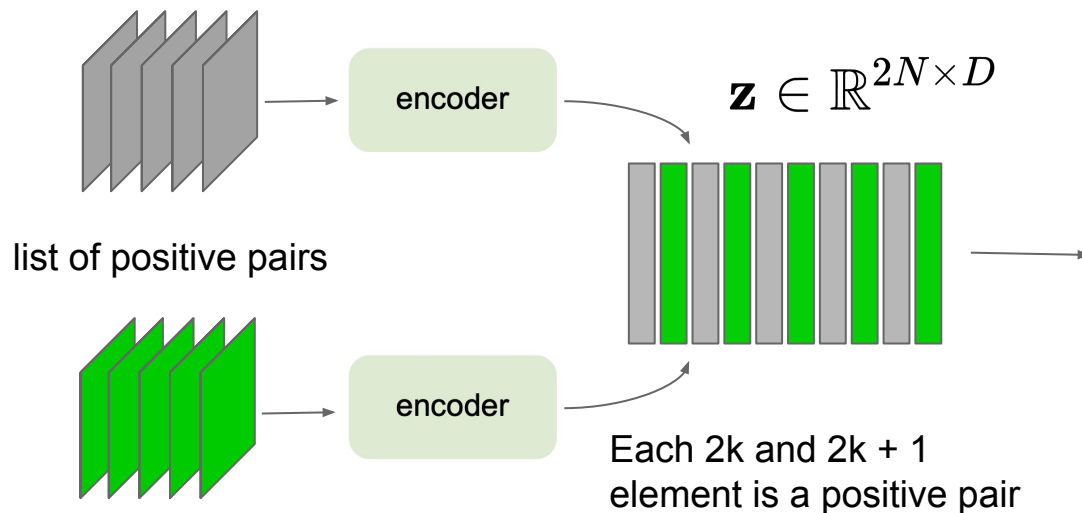 encoder
z ∈ ℝ^{2N×D}
list of positive pairs
encoder
Each 2k and 2k + 1
element is a positive pair